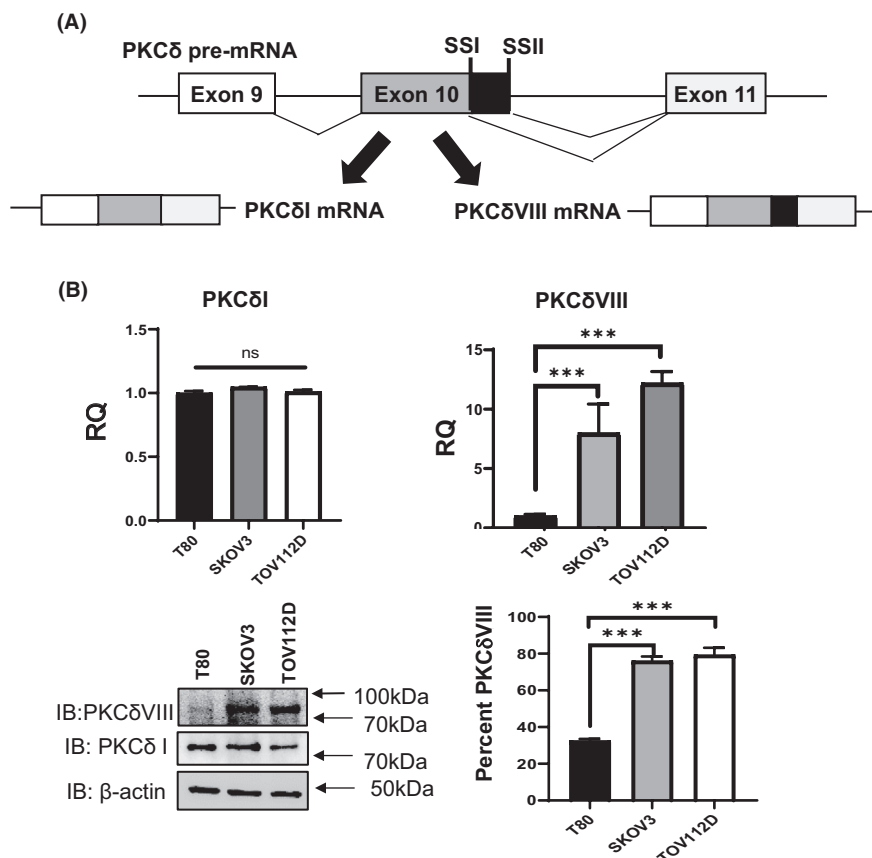 (A)
PKCδ pre-mRNA
SSI
SSII
Exon 9
Exon 10
Exon 11
PKCδI mRNA
PKCδVIII mRNA
(B)
PKCδI
1.5
1.0
0.5
0.0
RQ
ns
T80
SKOV3
TOV112D
PKCδVIII
15
10
5
0
RQ
***
***
T80
SKOV3
TOV112D
T80
SKOV3
TOV112D
IB:PKCδVIII
100kDa
70kDa
IB: PKCδ I
70kDa
IB: β-actin
50kDa
100
80
60
40
20
0
Percent PKCδVIII
***
***
T80
SKOV3
TOV112D